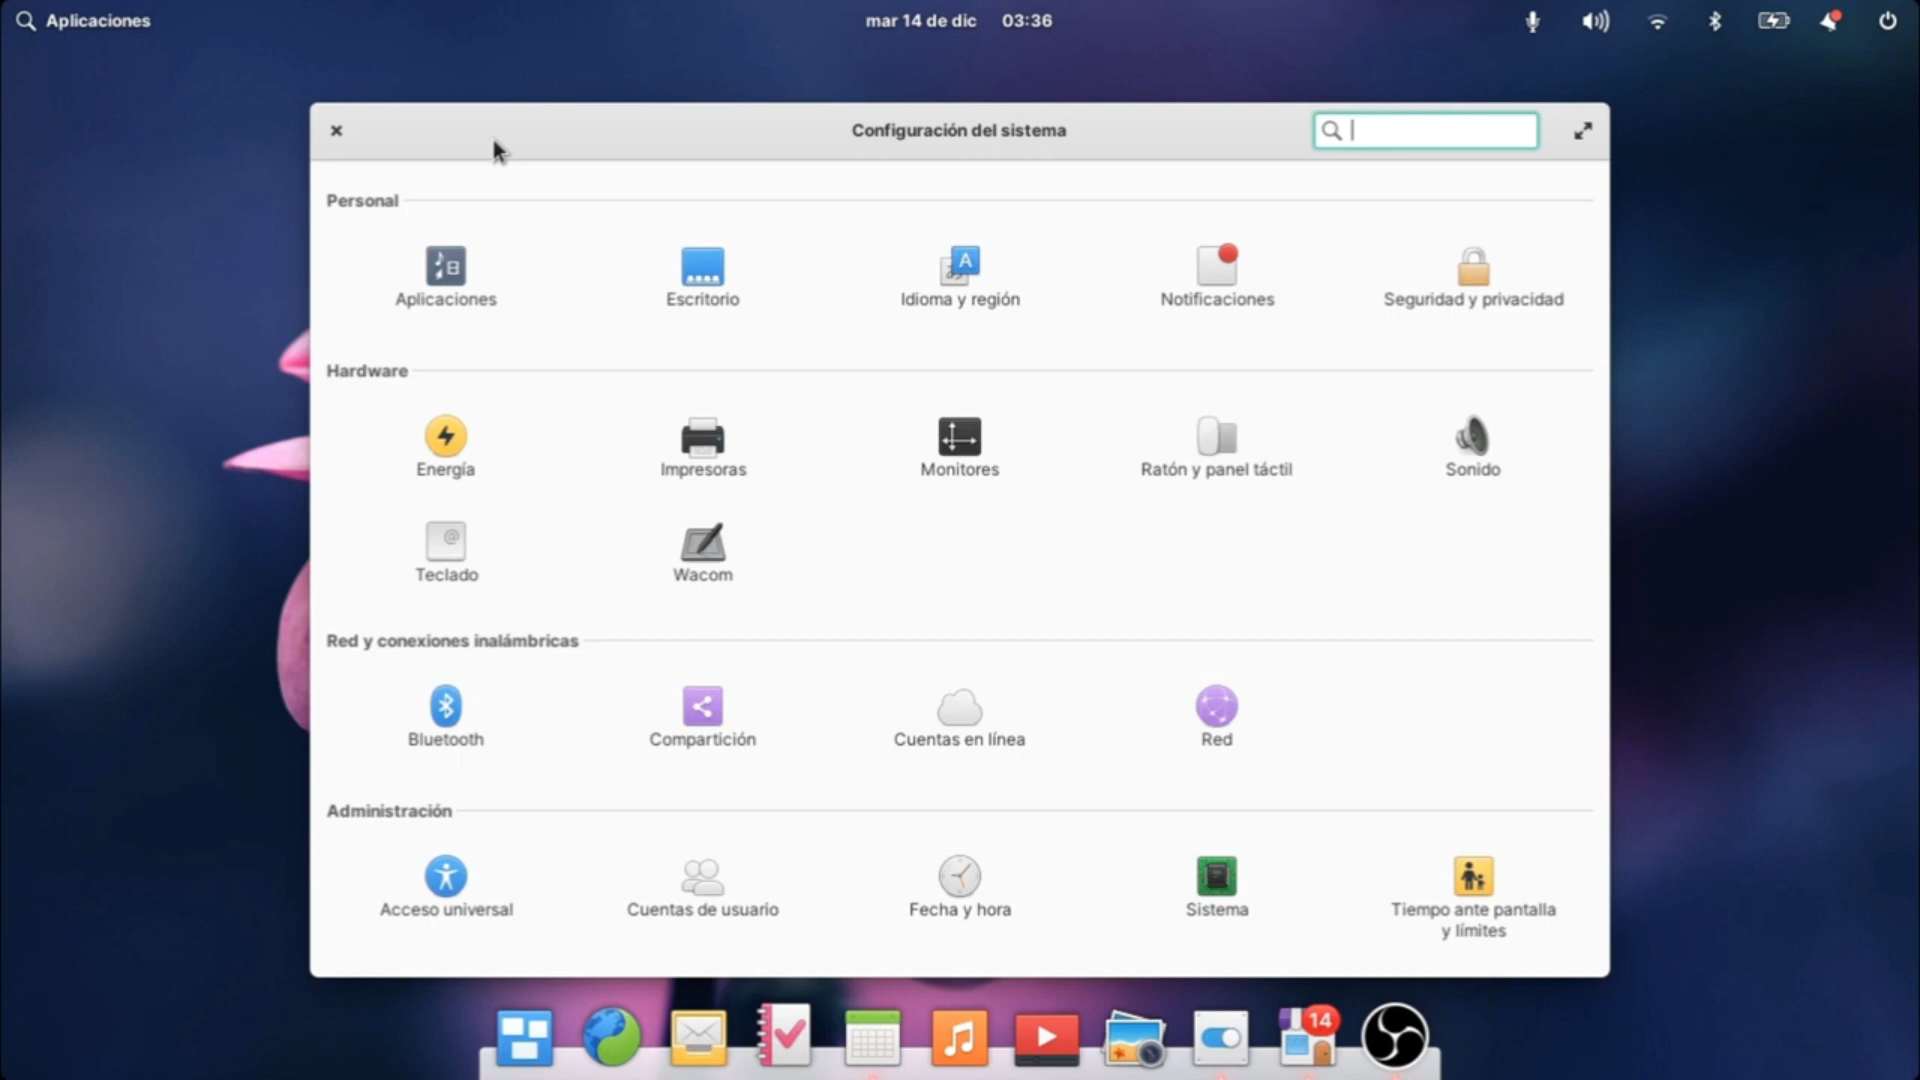 Aplicaciones
mar 14 de dic 03:36
Configuración del sistema
Personal
Aplicaciones
Escritorio
Idioma y región
Notificaciones
Seguridad y privacidad
Hardware
Energía
Impresoras
Monitores
Ratón y panel táctil
Sonido
Teclado
Wacom
Red y conexiones inalámbricas
Bluetooth
Compartición
Cuentas en línea
Red
Administración
Acceso universal
Cuentas de usuario
Fecha y hora
Sistema
Tiempo ante pantalla
y límites
14